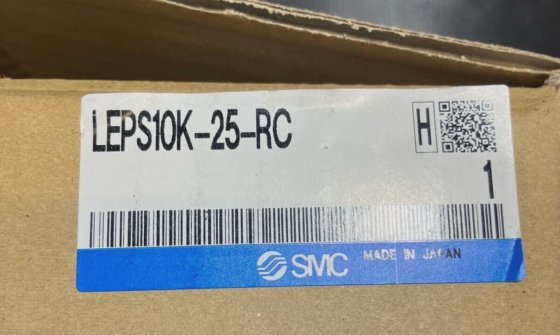 LEPS10K-25-RC
H
1
SMC MADE IN JAPAN